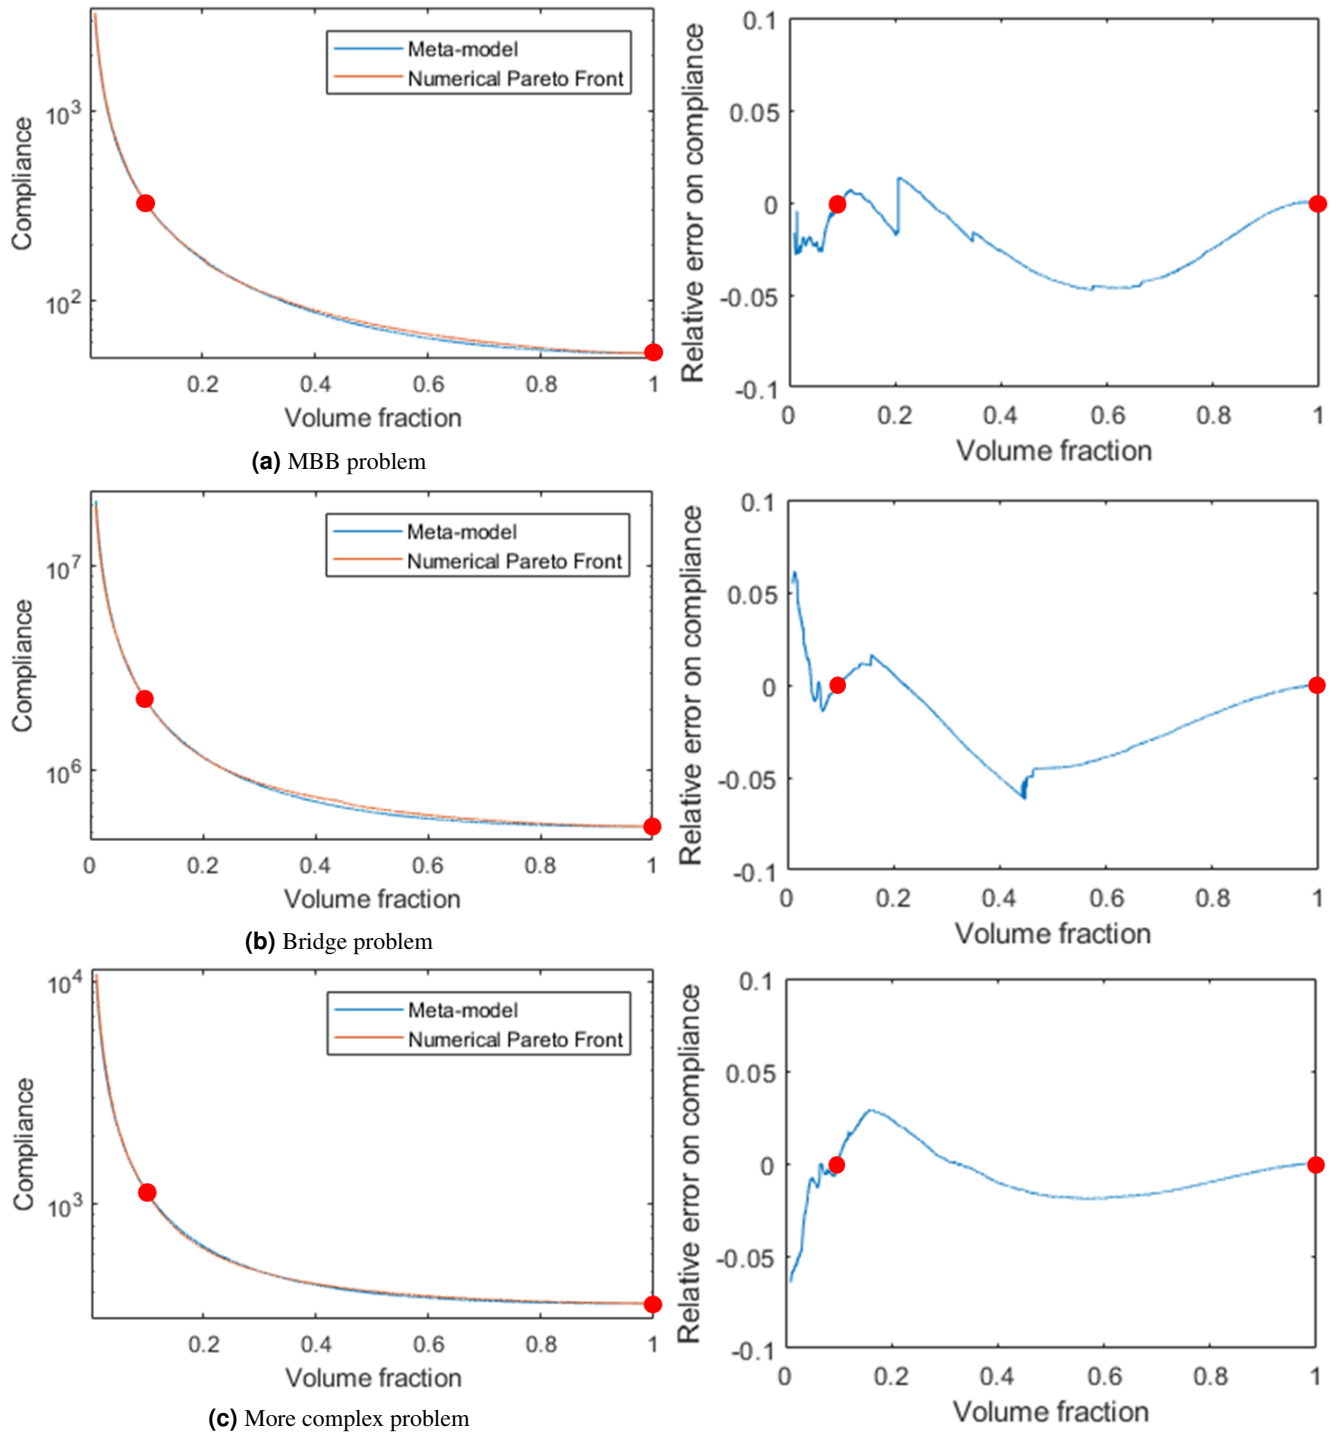 Compliance
10^3
10^2
Meta-model
Numerical Pareto Front
0.2 0.4 0.6 0.8 1
Volume fraction
(a) MBB problem
Relative error on compliance
0.1
0.05
0
-0.05
-0.1
0 0.2 0.4 0.6 0.8 1
Volume fraction
Compliance
10^7
10^6
Meta-model
Numerical Pareto Front
0 0.2 0.4 0.6 0.8 1
Volume fraction
(b) Bridge problem
Relative error on compliance
0.1
0.05
0
-0.05
-0.1
0 0.2 0.4 0.6 0.8 1
Volume fraction
Compliance
10^4
10^3
Meta-model
Numerical Pareto Front
0.2 0.4 0.6 0.8 1
Volume fraction
(c) More complex problem
Relative error on compliance
0.1
0.05
0
-0.05
-0.1
0 0.2 0.4 0.6 0.8 1
Volume fraction